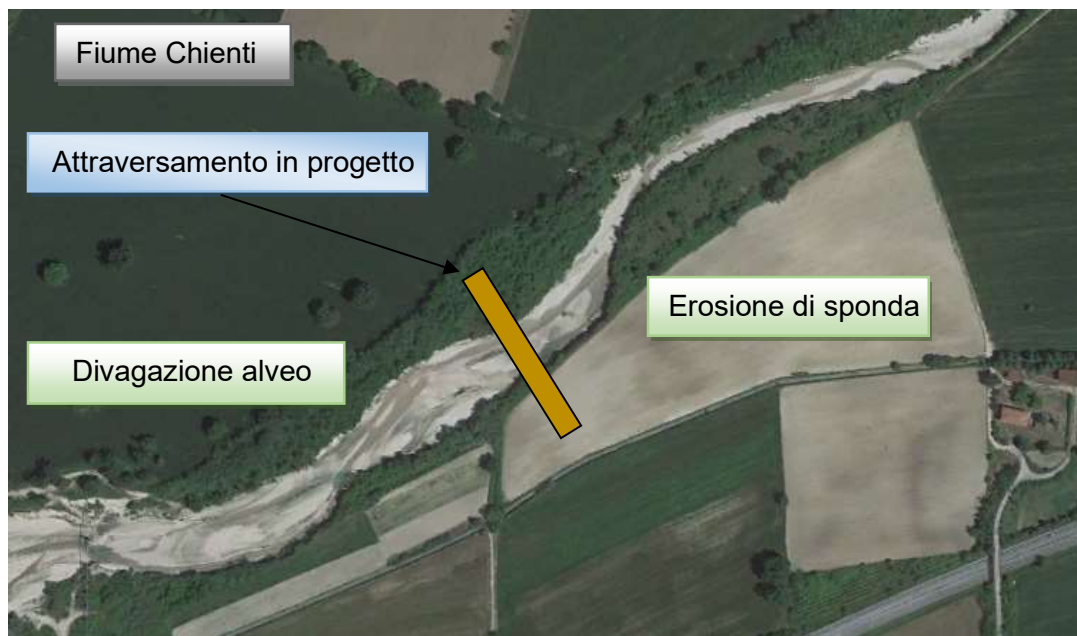 Fiume Chienti
Attraversamento in progetto
Erosione di sponda
Divagazione alveo